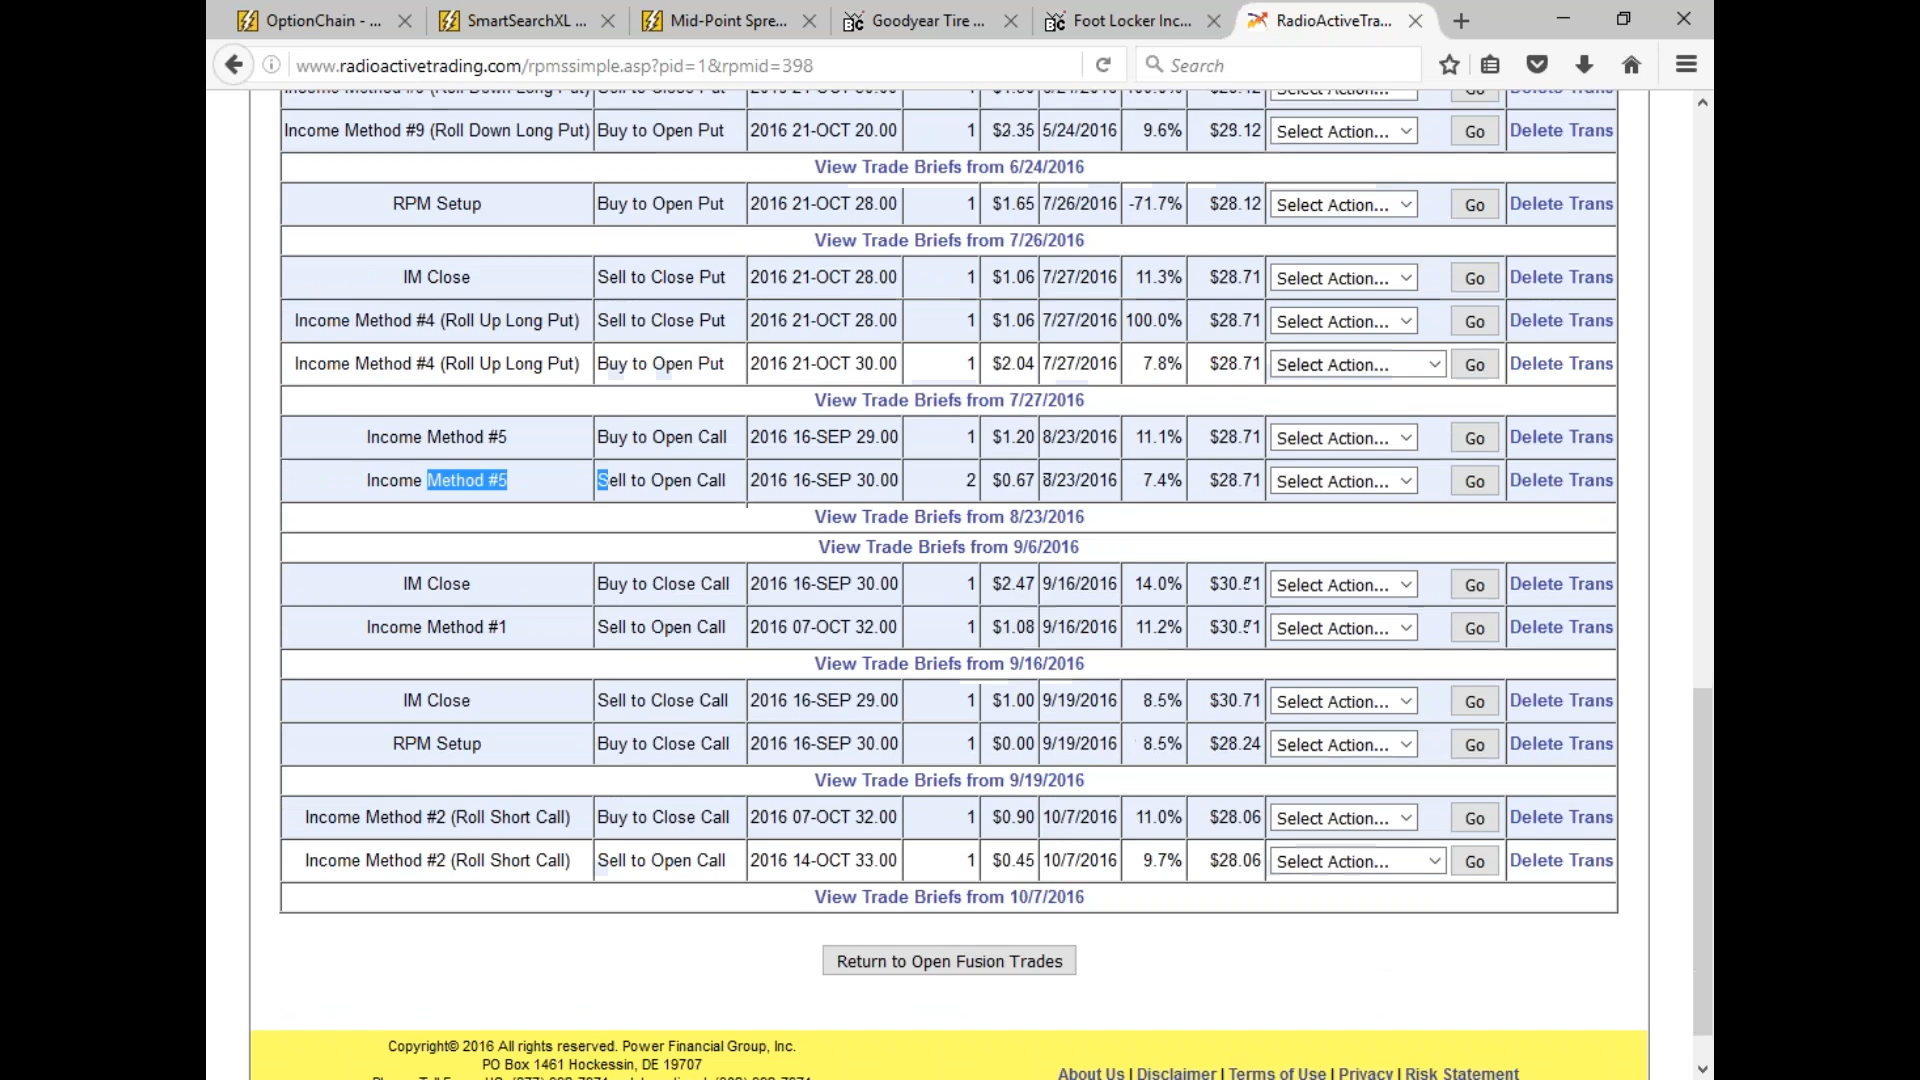 OptionChain - ... SmartSearchXL ... Mid-Point Spre... Goodyear Tire ... Foot Locker Inc... RadioActiveTra...
www.radioactivetrading.com/rpmssimple.asp?pid=1&rpmid=398 Search
Income Method #9 (Roll Down Long Put) Buy to Open Put 2016 21-OCT 20.00 1 5/24/2016 9.6% $28.12 Select Action... Go Delete Trans
View Trade Briefs from 6/24/2016
RPM Setup Buy to Open Put 2016 21-OCT 28.00 1 $1.65 7/26/2016 -71.7% $28.12 Select Action... Go Delete Trans
View Trade Briefs from 7/26/2016
IM Close Sell to Close Put 2016 21-OCT 28.00 1 $1.06 7/27/2016 11.3% $28.71 Select Action... Go Delete Trans
Income Method #4 (Roll Up Long Put) Sell to Close Put 2016 21-OCT 28.00 1 $1.06 7/27/2016 100.0% $28.71 Select Action... Go Delete Trans
Income Method #4 (Roll Up Long Put) Buy to Open Put 2016 21-OCT 30.00 1 $2.04 7/27/2016 7.8% $28.71 Select Action... Go Delete Trans
View Trade Briefs from 7/27/2016
Income Method #5 Buy to Open Call 2016 16-SEP 29.00 1 $1.20 8/23/2016 11.1% $28.71 Select Action... Go Delete Trans
Income Method #5 Sell to Open Call 2016 16-SEP 30.00 2 $0.67 8/23/2016 7.4% $28.71 Select Action... Go Delete Trans
View Trade Briefs from 8/23/2016
View Trade Briefs from 9/6/2016
IM Close Buy to Close Call 2016 16-SEP 30.00 1 $2.47 9/16/2016 14.0% Select Action... Go Delete Trans
Income Method #1 Sell to Open Call 2016 07-OCT 32.00 1 $1.08 9/16/2016 11.2% Select Action... Go Delete Trans
View Trade Briefs from 9/16/2016
IM Close Sell to Close Call 2016 16-SEP 29.00 1 $1.00 9/19/2016 8.5% $30.71 Select Action... Go Delete Trans
RPM Setup Buy to Close Call 2016 16-SEP 30.00 1 $0.00 9/19/2016 8.5% $28.24 Select Action... Go Delete Trans
View Trade Briefs from 9/19/2016
Income Method #2 (Roll Short Call) Buy to Close Call 2016 07-OCT 32.00 1 $0.90 10/7/2016 11.0% $28.06 Select Action... Go Delete Trans
Income Method #2 (Roll Short Call) Sell to Open Call 2016 14-OCT 33.00 1 $0.45 10/7/2016 9.7% $28.06 Select Action... Go Delete Trans
View Trade Briefs from 10/7/2016
Return to Open Fusion Trades
Copyright© 2016 All rights reserved. Power Financial Group, Inc.
PO Box 1461 Hockessin, DE 19707
About Us | Disclaimer | Terms of Use | Privacy | Risk Statement